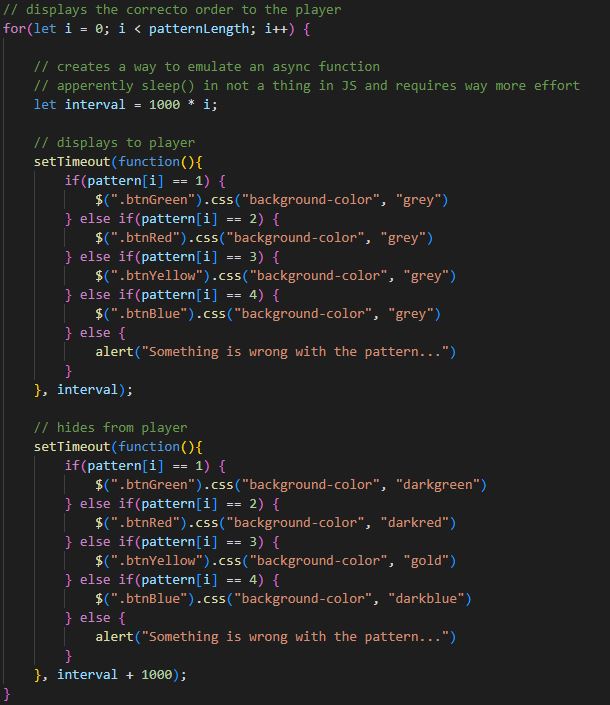 // displays the correcto order to the player
for(let i = 0; i < patternLength; i++) {
// creates a way to emulate an async function
// apperently sleep() in not a thing in JS and requires way more effort
let interval = 1000 * i;
// displays to player
setTimeout(function(){
if(pattern[i] == 1) {
$(".btnGreen").css("background-color", "grey")
} else if(pattern[i] == 2) {
$(".btnRed").css("background-color", "grey")
} else if(pattern[i] == 3) {
$(".btnYellow").css("background-color", "grey")
} else if(pattern[i] == 4) {
$(".btnBlue").css("background-color", "grey")
} else {
alert("Something is wrong with the pattern...")
}
}, interval);
// hides from player
setTimeout(function(){
if(pattern[i] == 1) {
$(".btnGreen").css("background-color", "darkgreen")
} else if(pattern[i] == 2) {
$(".btnRed").css("background-color", "darkred")
} else if(pattern[i] == 3) {
$(".btnYellow").css("background-color", "gold")
} else if(pattern[i] == 4) {
$(".btnBlue").css("background-color", "darkblue")
} else {
alert("Something is wrong with the pattern...")
}
}, interval + 1000);
}